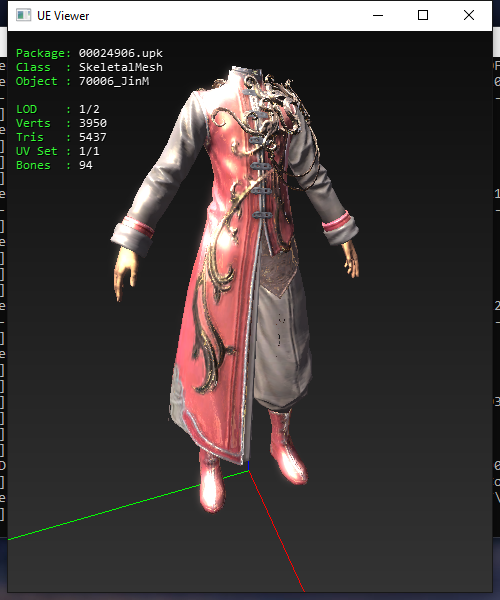 UE Viewer
Package: 00024906.upk
Class : SkeletalMesh
Object : 70006_JinM
LOD : 1/2
Verts : 3950
Tris : 5437
UV Set : 1/1
Bones : 94